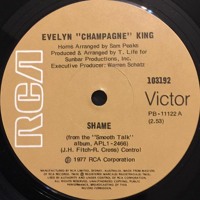 EVELYN "CHAMPAGNE" KING
Horns Arranged by Sam Peake
Arranged and Produced by T. Life for
Sunbar Productions, Inc.
Executive Producer: Warren Schatz
RCA
103192
Victor
PB-11122 A
(2.53)
SHAME
(from the "Smooth Talk"
album, APL1-2466)
(J.H. Fitch-R. Cross) Control
℗ 1977 RCA Corporation